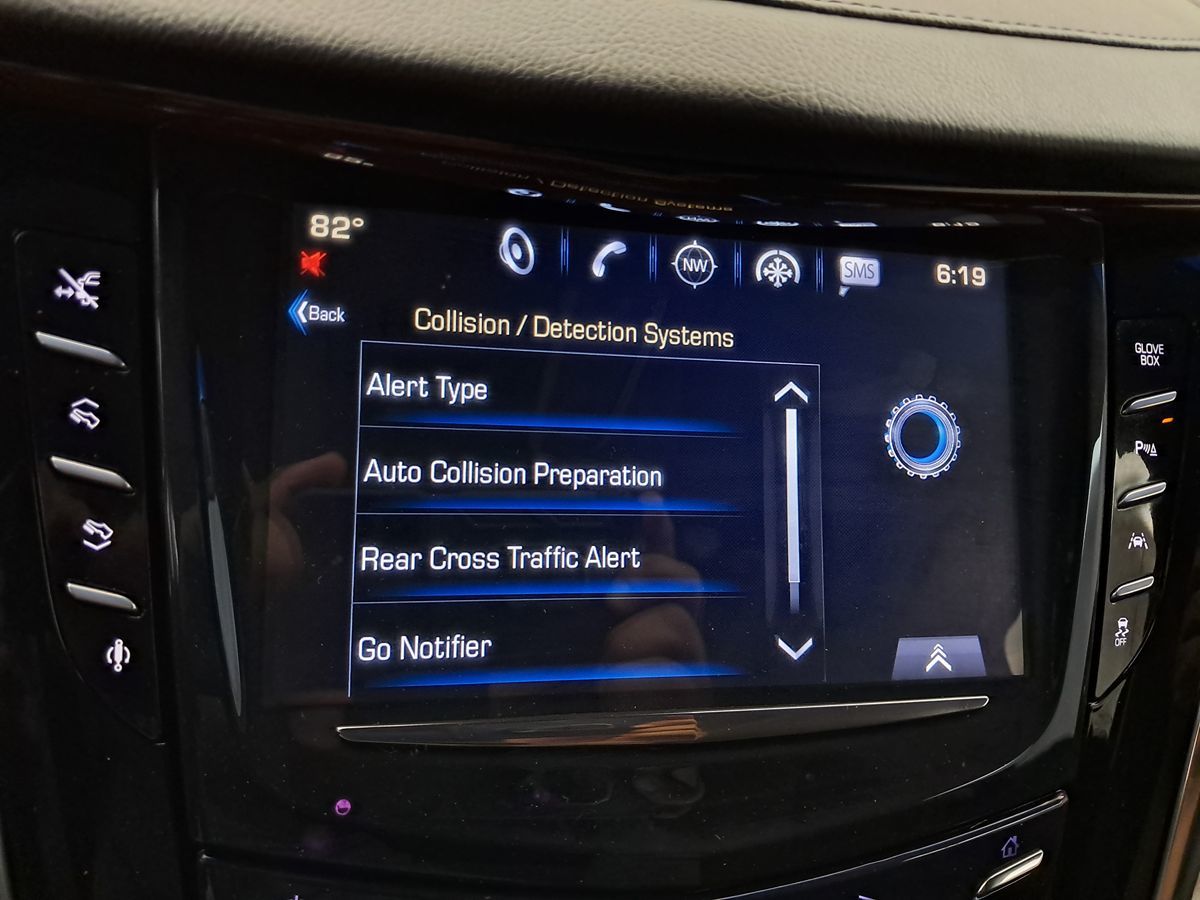 82°
NW
SMS
6:19
Back
Collision / Detection Systems
Alert Type
Auto Collision Preparation
Rear Cross Traffic Alert
Go Notifier
GLOVE
BOX
P
OFF